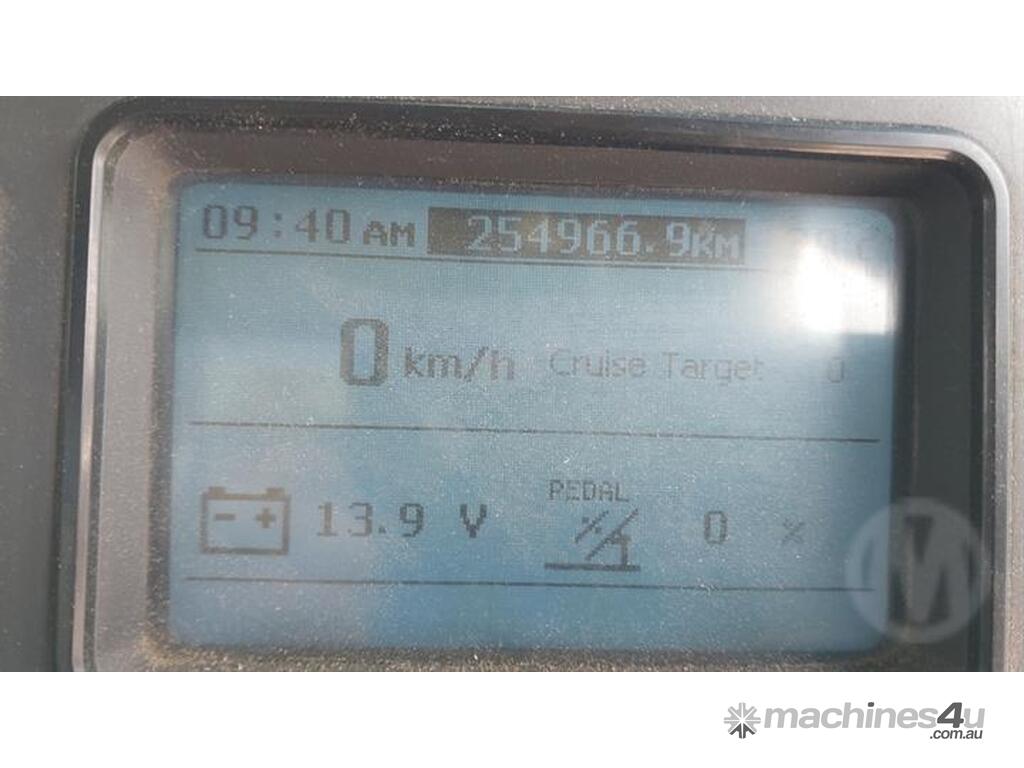 09:40 AM 254966.9KM
0 km/h Cruise Target 0
PEDAL
- + 13.9 V 0 %
M
machines4u
.com.au